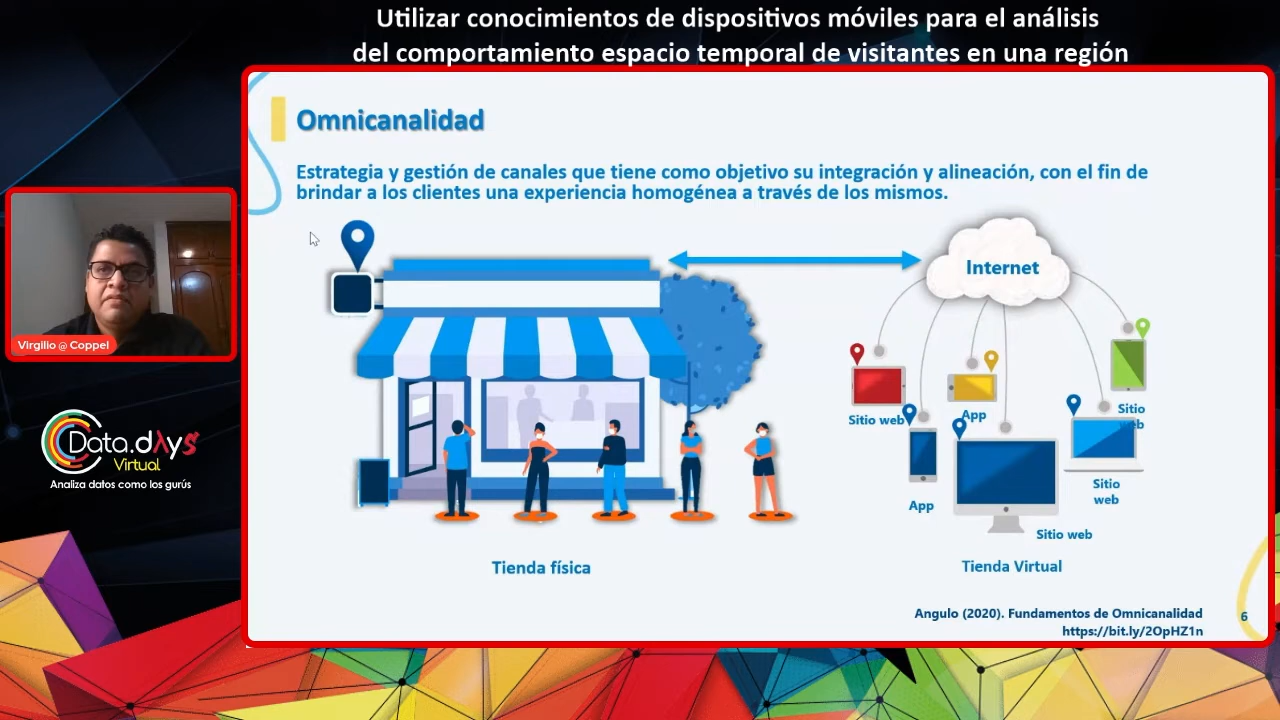 Utilizar conocimientos de dispositivos móviles para el análisis
del comportamiento espacio temporal de visitantes en una región
Omnicanalidad
Estrategia y gestión de canales que tiene como objetivo su integración y alineación, con el fin de
brindar a los clientes una experiencia homogénea a través de los mismos.
Internet
Sitio web
App
Sitio
web
App
Sitio
web
Sitio web
Tienda física
Tienda Virtual
Angulo (2020). Fundamentos de Omnicanalidad
https://bit.ly/2OpHZ1n
6
Virgilio @ Coppel
Data.dAys
Virtual
Analiza datos como los gurús